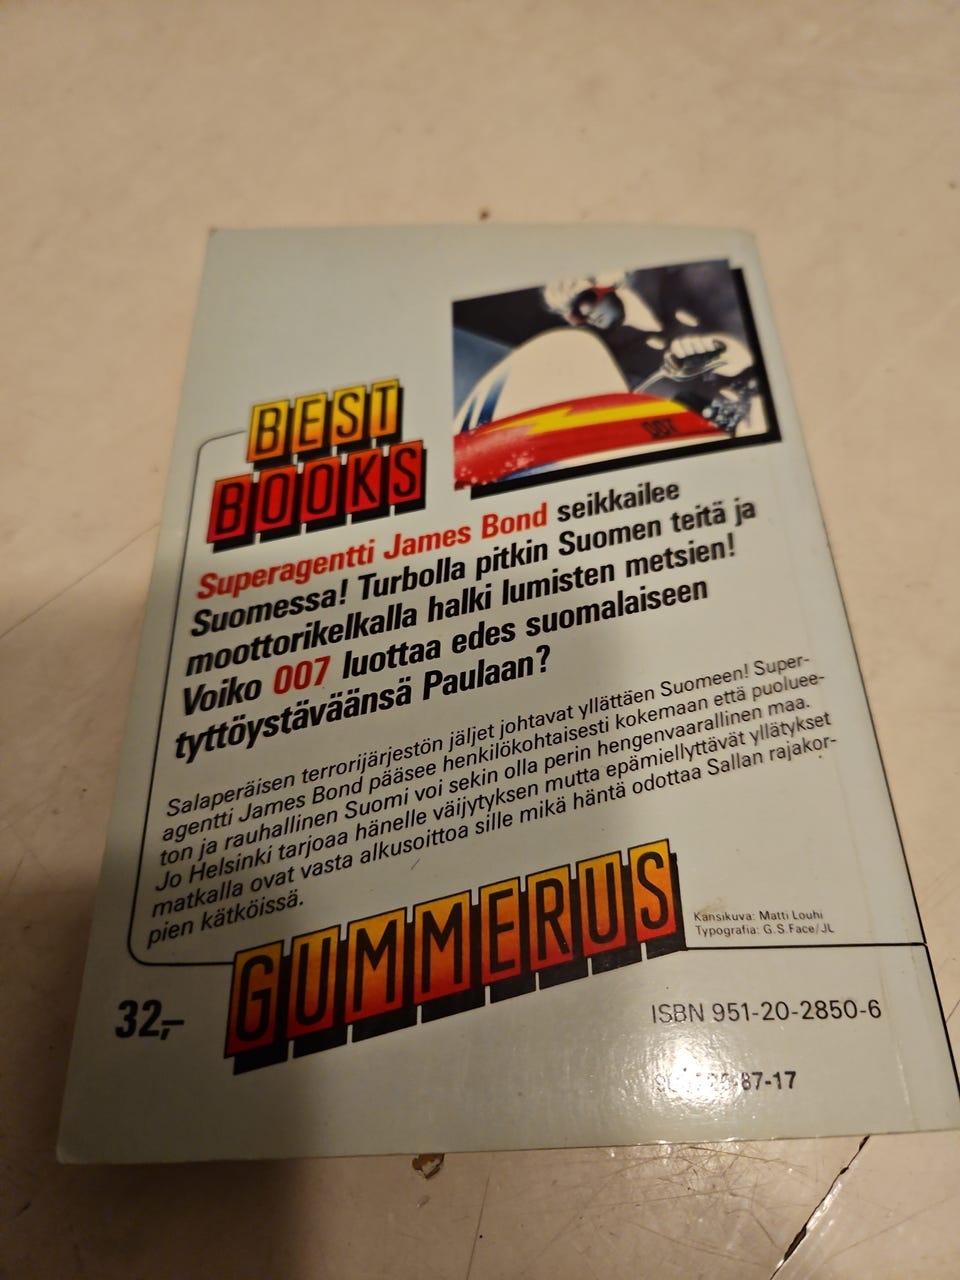 007
BEST
BOOKS
Superagentti James Bond seikkailee
Suomessa! Turbolla pitkin Suomen teitä ja
moottorikelkalla halki lumisten metsien!
Voiko 007 luottaa edes suomalaiseen
tyttöystäväänsä Paulaan?
Salaperäisen terrorijärjestön jäljet johtavat yllättäen Suomeen! Super-
agentti James Bond pääsee henkilökohtaisesti kokemaan että puoluee-
ton ja rauhallinen Suomi voi sekin olla perin hengenvaarallinen maa.
Jo Helsinki tarjoaa hänelle väijytyksen mutta epämiellyttävät yllätykset
matkalla ovat vasta alkusoittoa sille mikä häntä odottaa Sallan rajakor-
pien kätköissä.
GUMMERUS
Kansikuva: Matti Louhi
Typografia: G.S.Face/JL
32,-
ISBN 951-20-2850-6
87-17